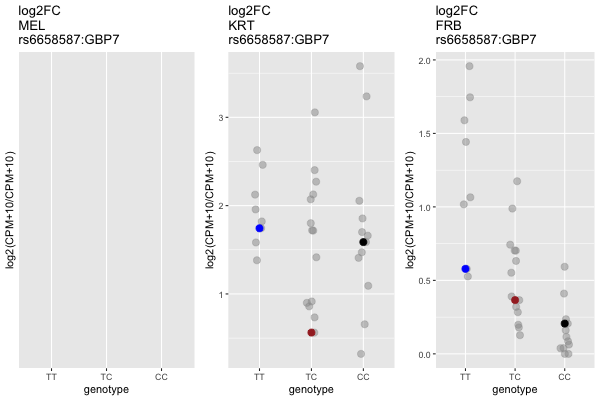 log2FC
MEL
rs6658587:GBP7
log2(CPM+10/CPM+10)
TT
TC
CC
genotype
log2FC
KRT
rs6658587:GBP7
log2(CPM+10/CPM+10)
3
2
1
TT
TC
CC
genotype
log2FC
FRB
rs6658587:GBP7
log2(CPM+10/CPM+10)
2.0
1.5
1.0
0.5
0.0
TT
TC
CC
genotype